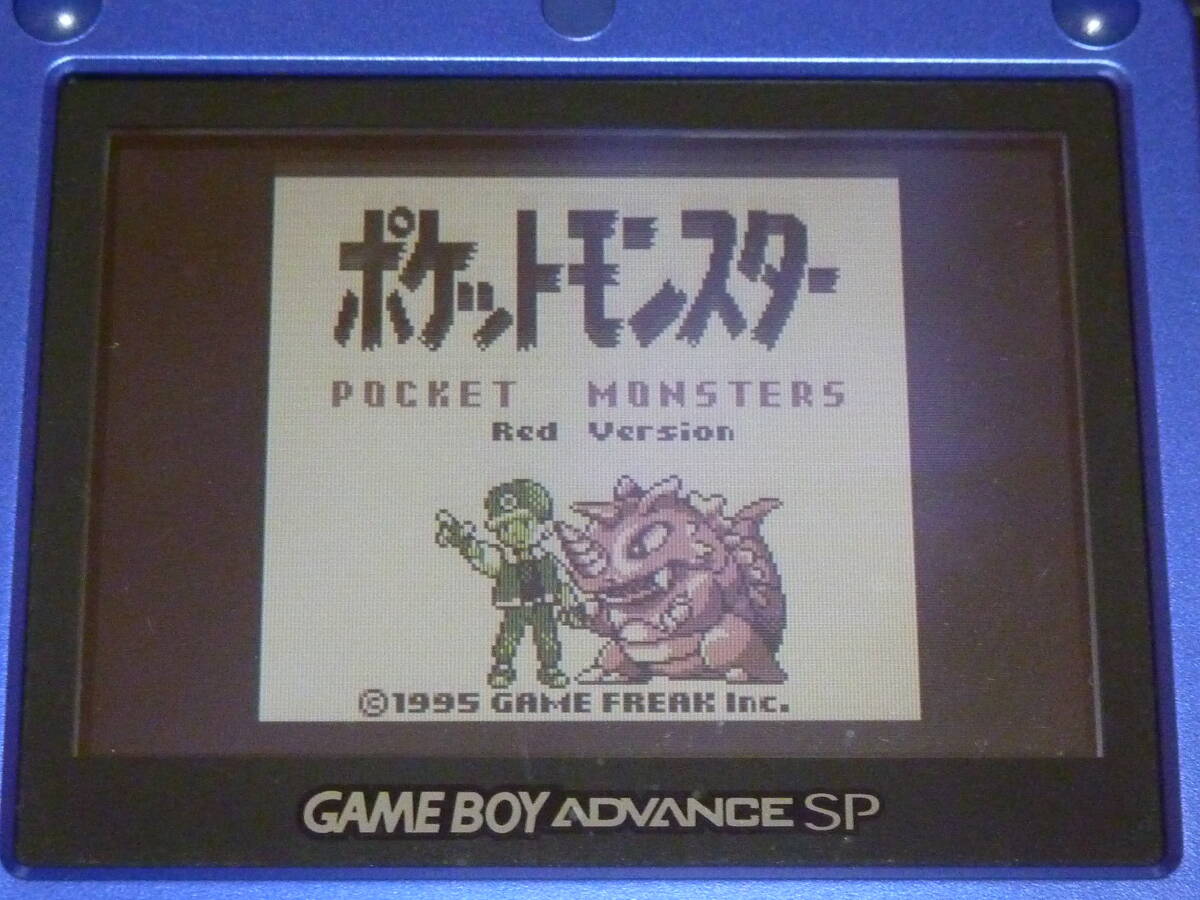 ポケットモンスター
POCKET MONSTERS
Red Version
©1995 GAME FREAK Inc.
GAME BOY ADVANCE SP